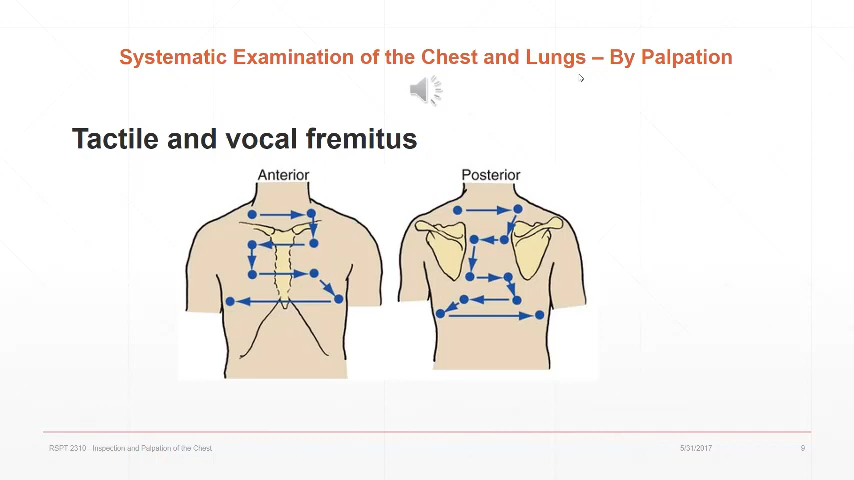 Systematic Examination of the Chest and Lungs – By Palpation
Tactile and vocal fremitus
Anterior
Posterior
RSPT 2310 Inspection and Palpation of the Chest
5/31/2017
9